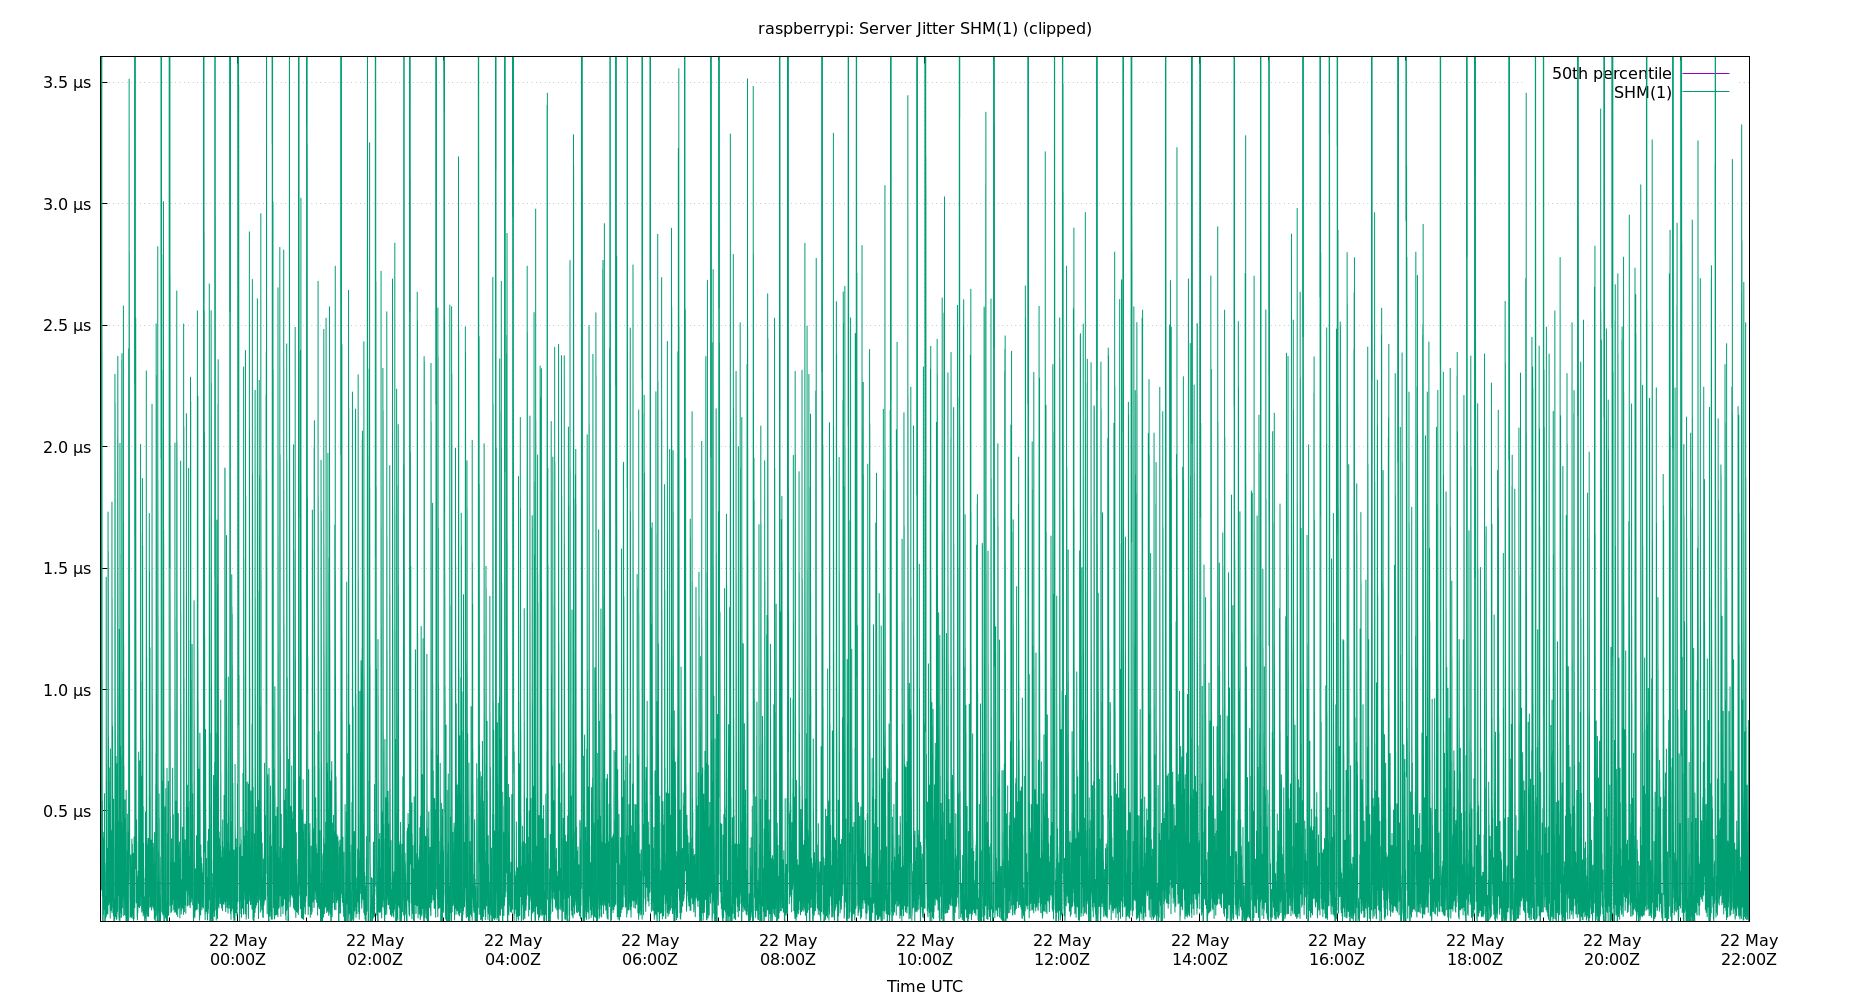 raspberrypi: Server Jitter SHM(1) (clipped)
3.5 µs
3.0 µs
2.5 µs
2.0 µs
1.5 µs
1.0 µs
0.5 µs
50th percentile
SHM(1)
22 May 22 May 22 May 22 May 22 May 22 May 22 May 22 May 22 May 22 May 22 May 22 May
00:00Z 02:00Z 04:00Z 06:00Z 08:00Z 10:00Z 12:00Z 14:00Z 16:00Z 18:00Z 20:00Z 22:00Z
Time UTC